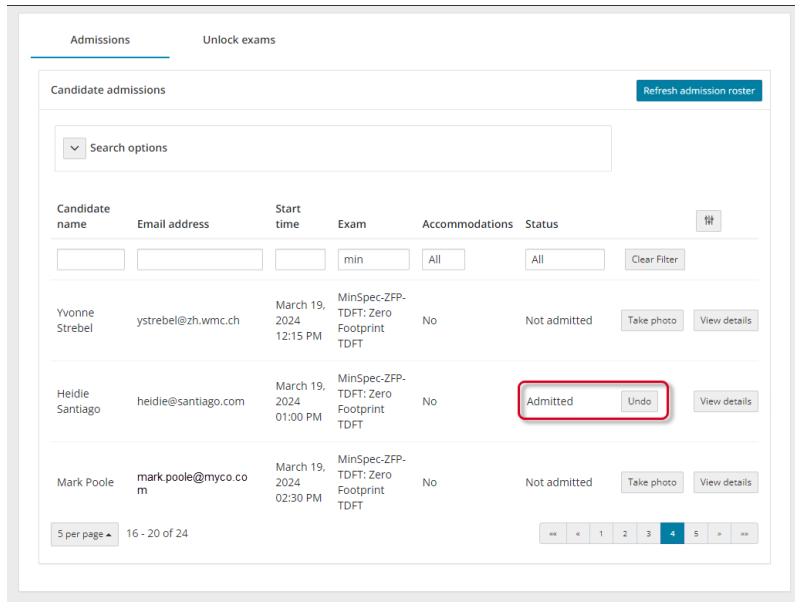 Admissions Unlock exams
Candidate admissions Refresh admission roster
Search options
Candidate name Email address Start time Exam Accommodations Status
min All All Clear Filter
Yvonne Strebel ystrebel@zh.wmc.ch March 19, 2024 12:15 PM MinSpec-ZFP-TDFT: Zero Footprint TDFT No Not admitted Take photo View details
Heidie Santiago heidie@santiago.com March 19, 2024 01:00 PM MinSpec-ZFP-TDFT: Zero Footprint TDFT No Admitted Undo View details
Mark Poole mark.poole@myco.com March 19, 2024 02:30 PM MinSpec-ZFP-TDFT: Zero Footprint TDFT No Not admitted Take photo View details
5 per page 16 - 20 of 24 «« « 1 2 3 4 5 » »»